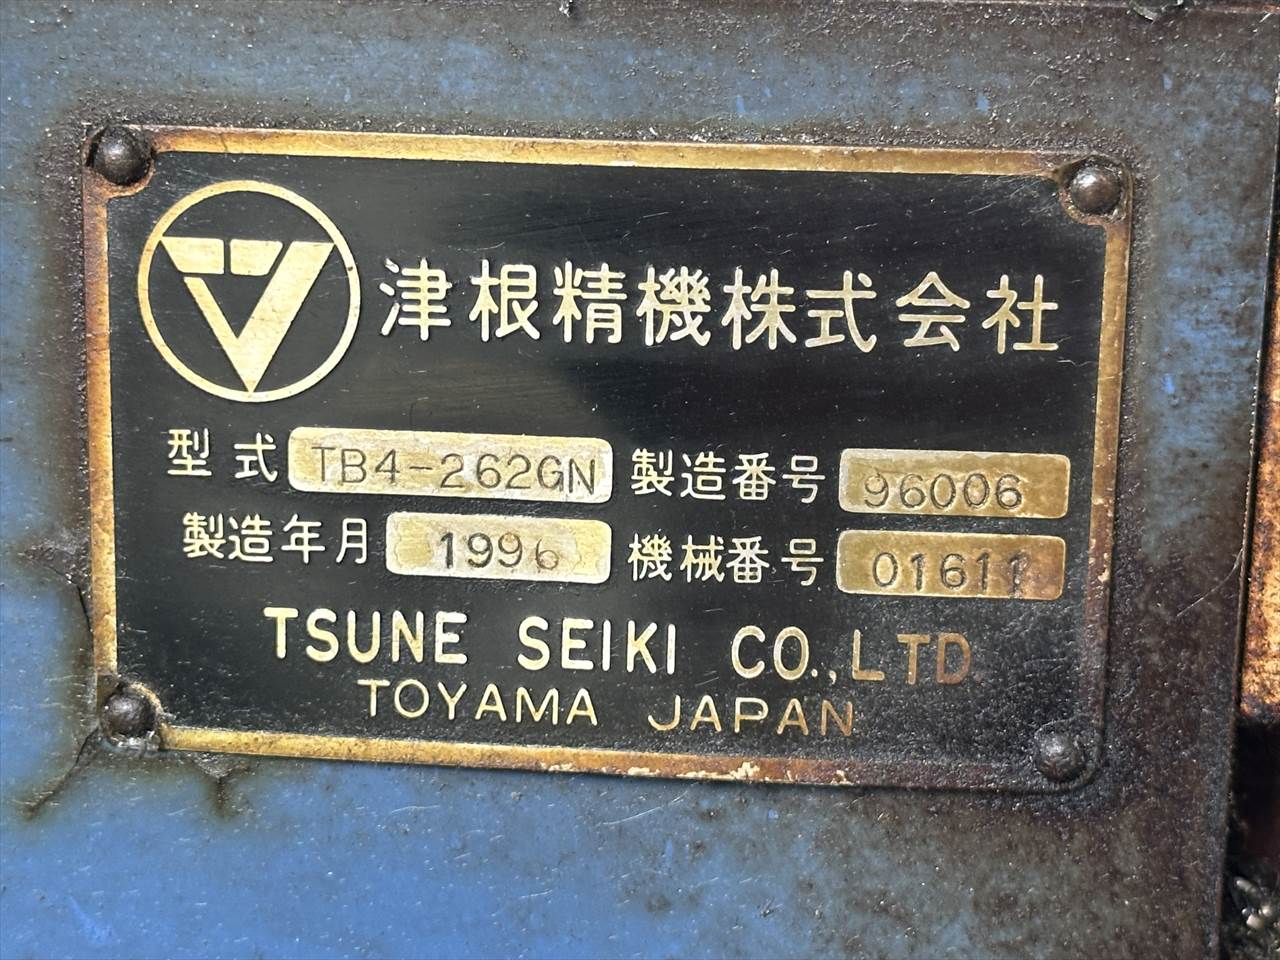 津根精機株式会社
型式 TB4-262GN 製造番号 96006
製造年月 1996 機械番号 01611
TSUNE SEIKI CO.,LTD
TOYAMA JAPAN